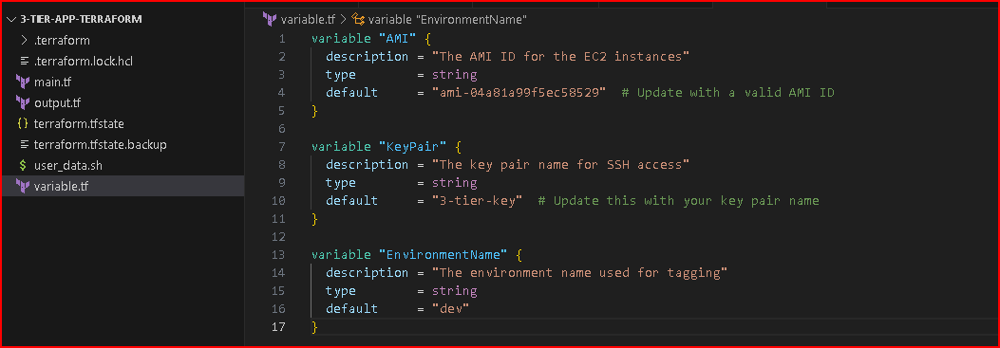 3-TIER-APP-TERRAFORM
.terraform
.terraform.lock.hcl
main.tf
output.tf
{} terraform.tfstate
terraform.tfstate.backup
$ user_data.sh
variable.tf
variable.tf > variable "EnvironmentName"
1 variable "AMI" {
2 description = "The AMI ID for the EC2 instances"
3 type = string
4 default = "ami-04a81a99f5ec58529" # Update with a valid AMI ID
5 }
6
7 variable "KeyPair" {
8 description = "The key pair name for SSH access"
9 type = string
10 default = "3-tier-key" # Update this with your key pair name
11 }
12
13 variable "EnvironmentName" {
14 description = "The environment name used for tagging"
15 type = string
16 default = "dev"
17 }